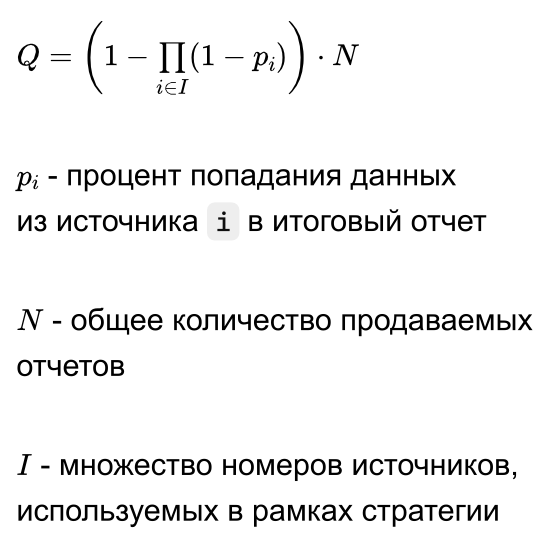 Q = (1 − ∏_{i∈I} (1 − p_i)) · N
p_i - процент попадания данных
из источника i в итоговый отчет
N - общее количество продаваемых
отчетов
I - множество номеров источников,
используемых в рамках стратегии